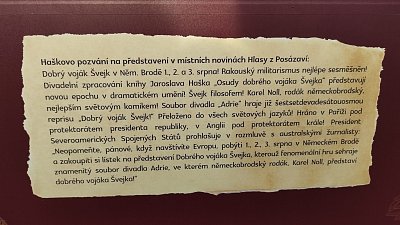 Haškovo pozvání na představení v místních novinách Hlasy z Posázaví:
Dobrý voják Švejk v Něm. Brodě 1., 2. a 3. srpna! Rakouský militarismus nejlépe sesměšněn!
Divadelní zpracování knihy Jaroslava Haška „Osudy dobrého vojáka Švejka" představují
novou epochu v dramatickém umění! Švejk filosofem! Karel Noll, rodák německobrodský,
nejlepším světovým komikem! Soubor divadla „Adrie" hraje již šestsetdevadesátouosmou
reprisu „Dobrý voják Švejk!" Přeloženo do všech světových jazyků! Hráno v Paříži pod
protektorátem presidenta republiky, v Anglii pod protektorátem krále! President
Severoamerických Spojených Států prohlašuje v rozmluvě s australskými žurnalisty:
„Neopomeňte, pánové, když navštívíte Evropu, pobýti 1., 2., 3. srpna v Německém Brodě
a zakoupiti si lístek na představení Dobrého vojáka Švejka, kterouž fenomenální hru sehraje
znamenitý soubor divadla Adrie, ve kterém německobrodský rodák, Karel Noll, představí
dobrého vojáka Švejka!"